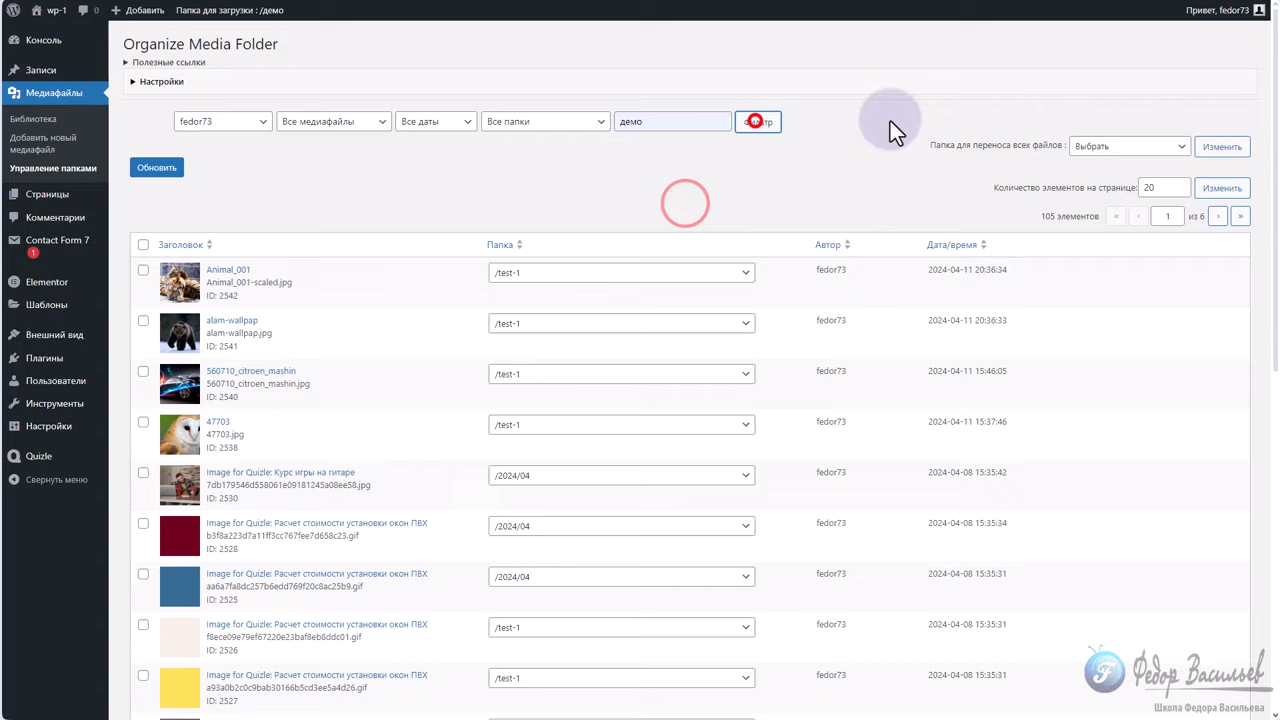 wp-1 0 Добавить Папка для загрузки : /демо Привет, fedor73
Консоль
Записи
Медиафайлы
Библиотека
Добавить новый
медиафайл
Управление папками
Страницы
Комментарии
Contact Form 7
1
Elementor
Шаблоны
Внешний вид
Плагины
Пользователи
Инструменты
Настройки
Quizle
Свернуть меню
Organize Media Folder
Полезные ссылки
Настройки
fedor73 Все медиафайлы Все даты Все папки демо
Папка для переноса всех файлов : Выбрать Изменить
Обновить
Количество элементов на странице: 20 Изменить
105 элементов « ‹ 1 из 6 › »
Заголовок Папка Автор Дата/время
Animal_001
Animal_001-scaled.jpg
ID: 2542
/test-1 fedor73 2024-04-11 20:36:34
alam-wallpap
alam-wallpap.jpg
ID: 2541
/test-1 fedor73 2024-04-11 20:36:33
560710_citroen_mashin
560710_citroen_mashin.jpg
ID: 2540
/test-1 fedor73 2024-04-11 15:46:05
47703
47703.jpg
ID: 2538
/test-1 fedor73 2024-04-11 15:37:46
Image for Quizle: Курс игры на гитаре
7db179546d558061e09181245a08ee58.jpg
ID: 2530
/2024/04 fedor73 2024-04-08 15:35:42
Image for Quizle: Расчет стоимости установки окон ПВХ
b3f8a223d7a11ff3cc767fee7d658c23.gif
ID: 2528
/2024/04 fedor73 2024-04-08 15:35:34
Image for Quizle: Расчет стоимости установки окон ПВХ
aa6a7fa8dc257b6edd769f20c8ac25b9.gif
ID: 2525
/2024/04 fedor73 2024-04-08 15:35:31
Image for Quizle: Расчет стоимости установки окон ПВХ
f8ece09e79ef67220e23baf8eb8ddc01.gif
ID: 2526
/test-1 fedor73 2024-04-08 15:35:31
Image for Quizle: Расчет стоимости установки окон ПВХ
a93a0b2c0c9bab30166b5cd3ee5a4d26.gif
ID: 2527
/test-1 fedor73 2024-04-08 15:35:31
Федор Васильев
Школа Федора Васильева